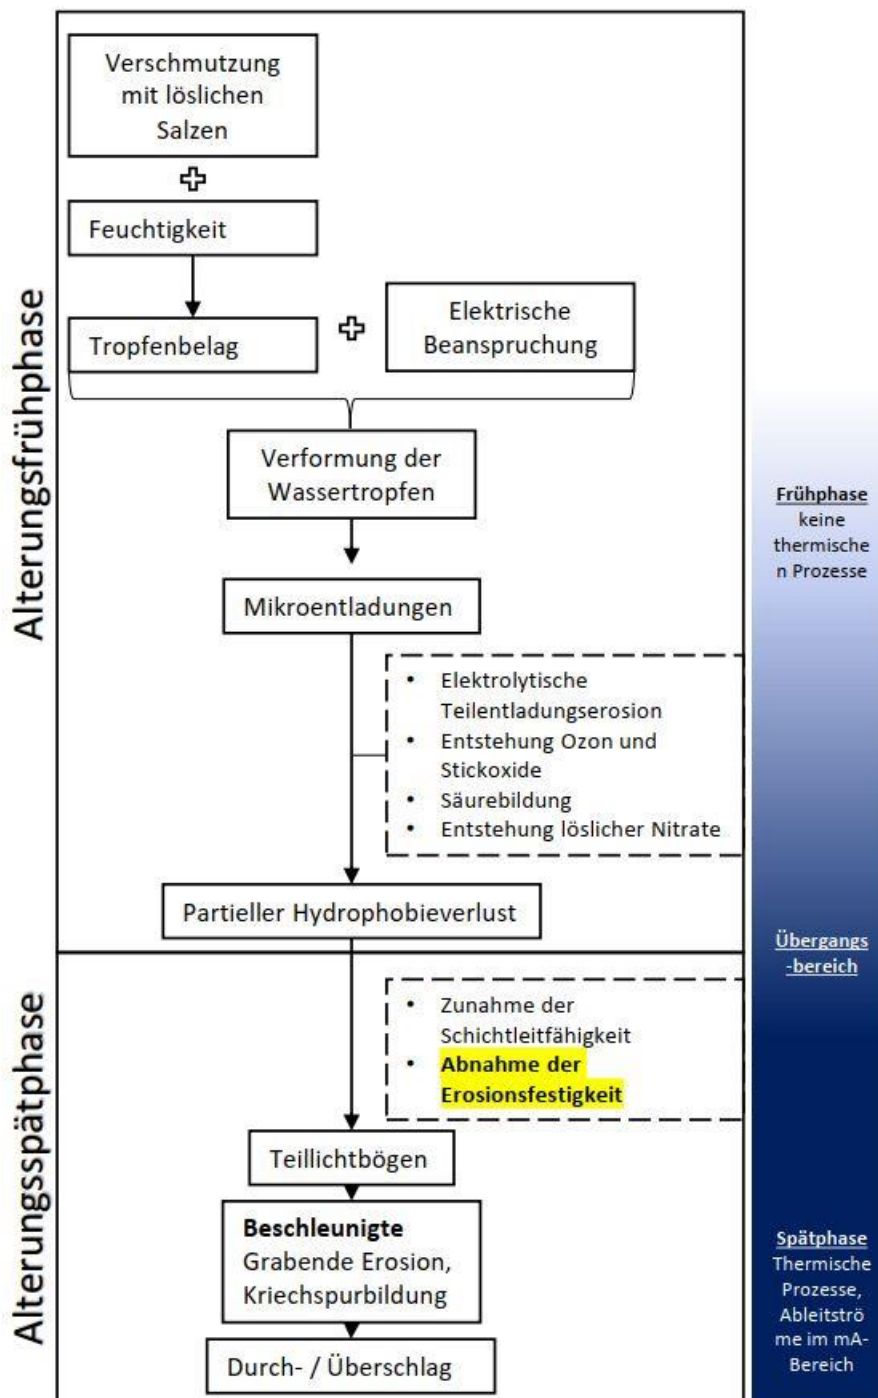 Alterungsfrühphase
Verschmutzung
mit löslichen
Salzen
Feuchtigkeit
Tropfenbelag
Elektrische
Beanspruchung
Verformung der
Wassertropfen
Mikroentladungen
• Elektrolytische
Teilentladungserosion
• Entstehung Ozon und
Stickoxide
• Säurebildung
• Entstehung löslicher Nitrate
Partieller Hydrophobieverlust
Alterungsspätphase
• Zunahme der
Schichtleitfähigkeit
• Abnahme der
Erosionsfestigkeit
Teillichtbögen
Beschleunigte
Grabende Erosion,
Kriechspurbildung
Durch- / Überschlag
Frühphase
keine
thermische
n Prozesse
Übergangs
-bereich
Spätphase
Thermische
Prozesse,
Ableitströ
me im mA-
Bereich